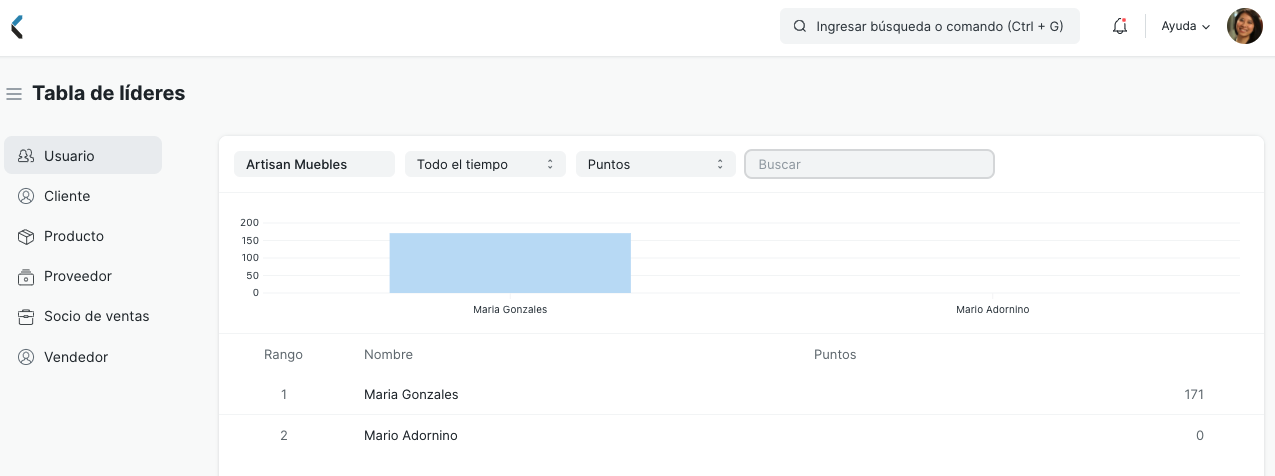 Ingresar búsqueda o comando (Ctrl + G)
Ayuda
Tabla de líderes
Usuario
Cliente
Producto
Proveedor
Socio de ventas
Vendedor
Artisan Muebles
Todo el tiempo
Puntos
Buscar
200
150
100
50
0
Maria Gonzales
Mario Adornino
Rango Nombre Puntos
1 Maria Gonzales 171
2 Mario Adornino 0